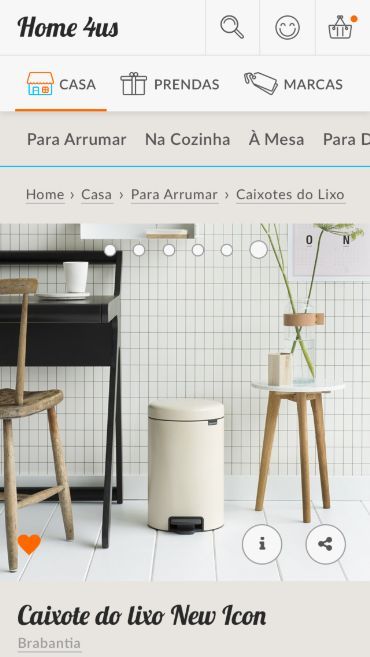 Home 4us
CASA PRENDAS MARCAS
Para Arrumar Na Cozinha À Mesa Para D
Home › Casa › Para Arrumar › Caixotes do Lixo
O N
i
Caixote do lixo New Icon
Brabantia